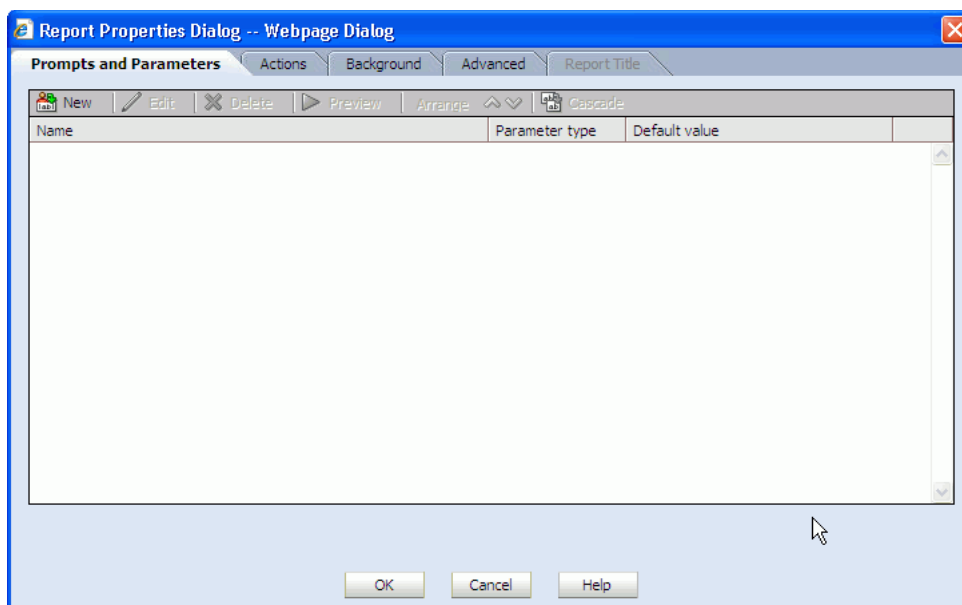 Report Properties Dialog -- Webpage Dialog
Prompts and Parameters Actions Background Advanced Report Title
New Edit Delete Preview Arrange Cascade
Name Parameter type Default value
OK Cancel Help